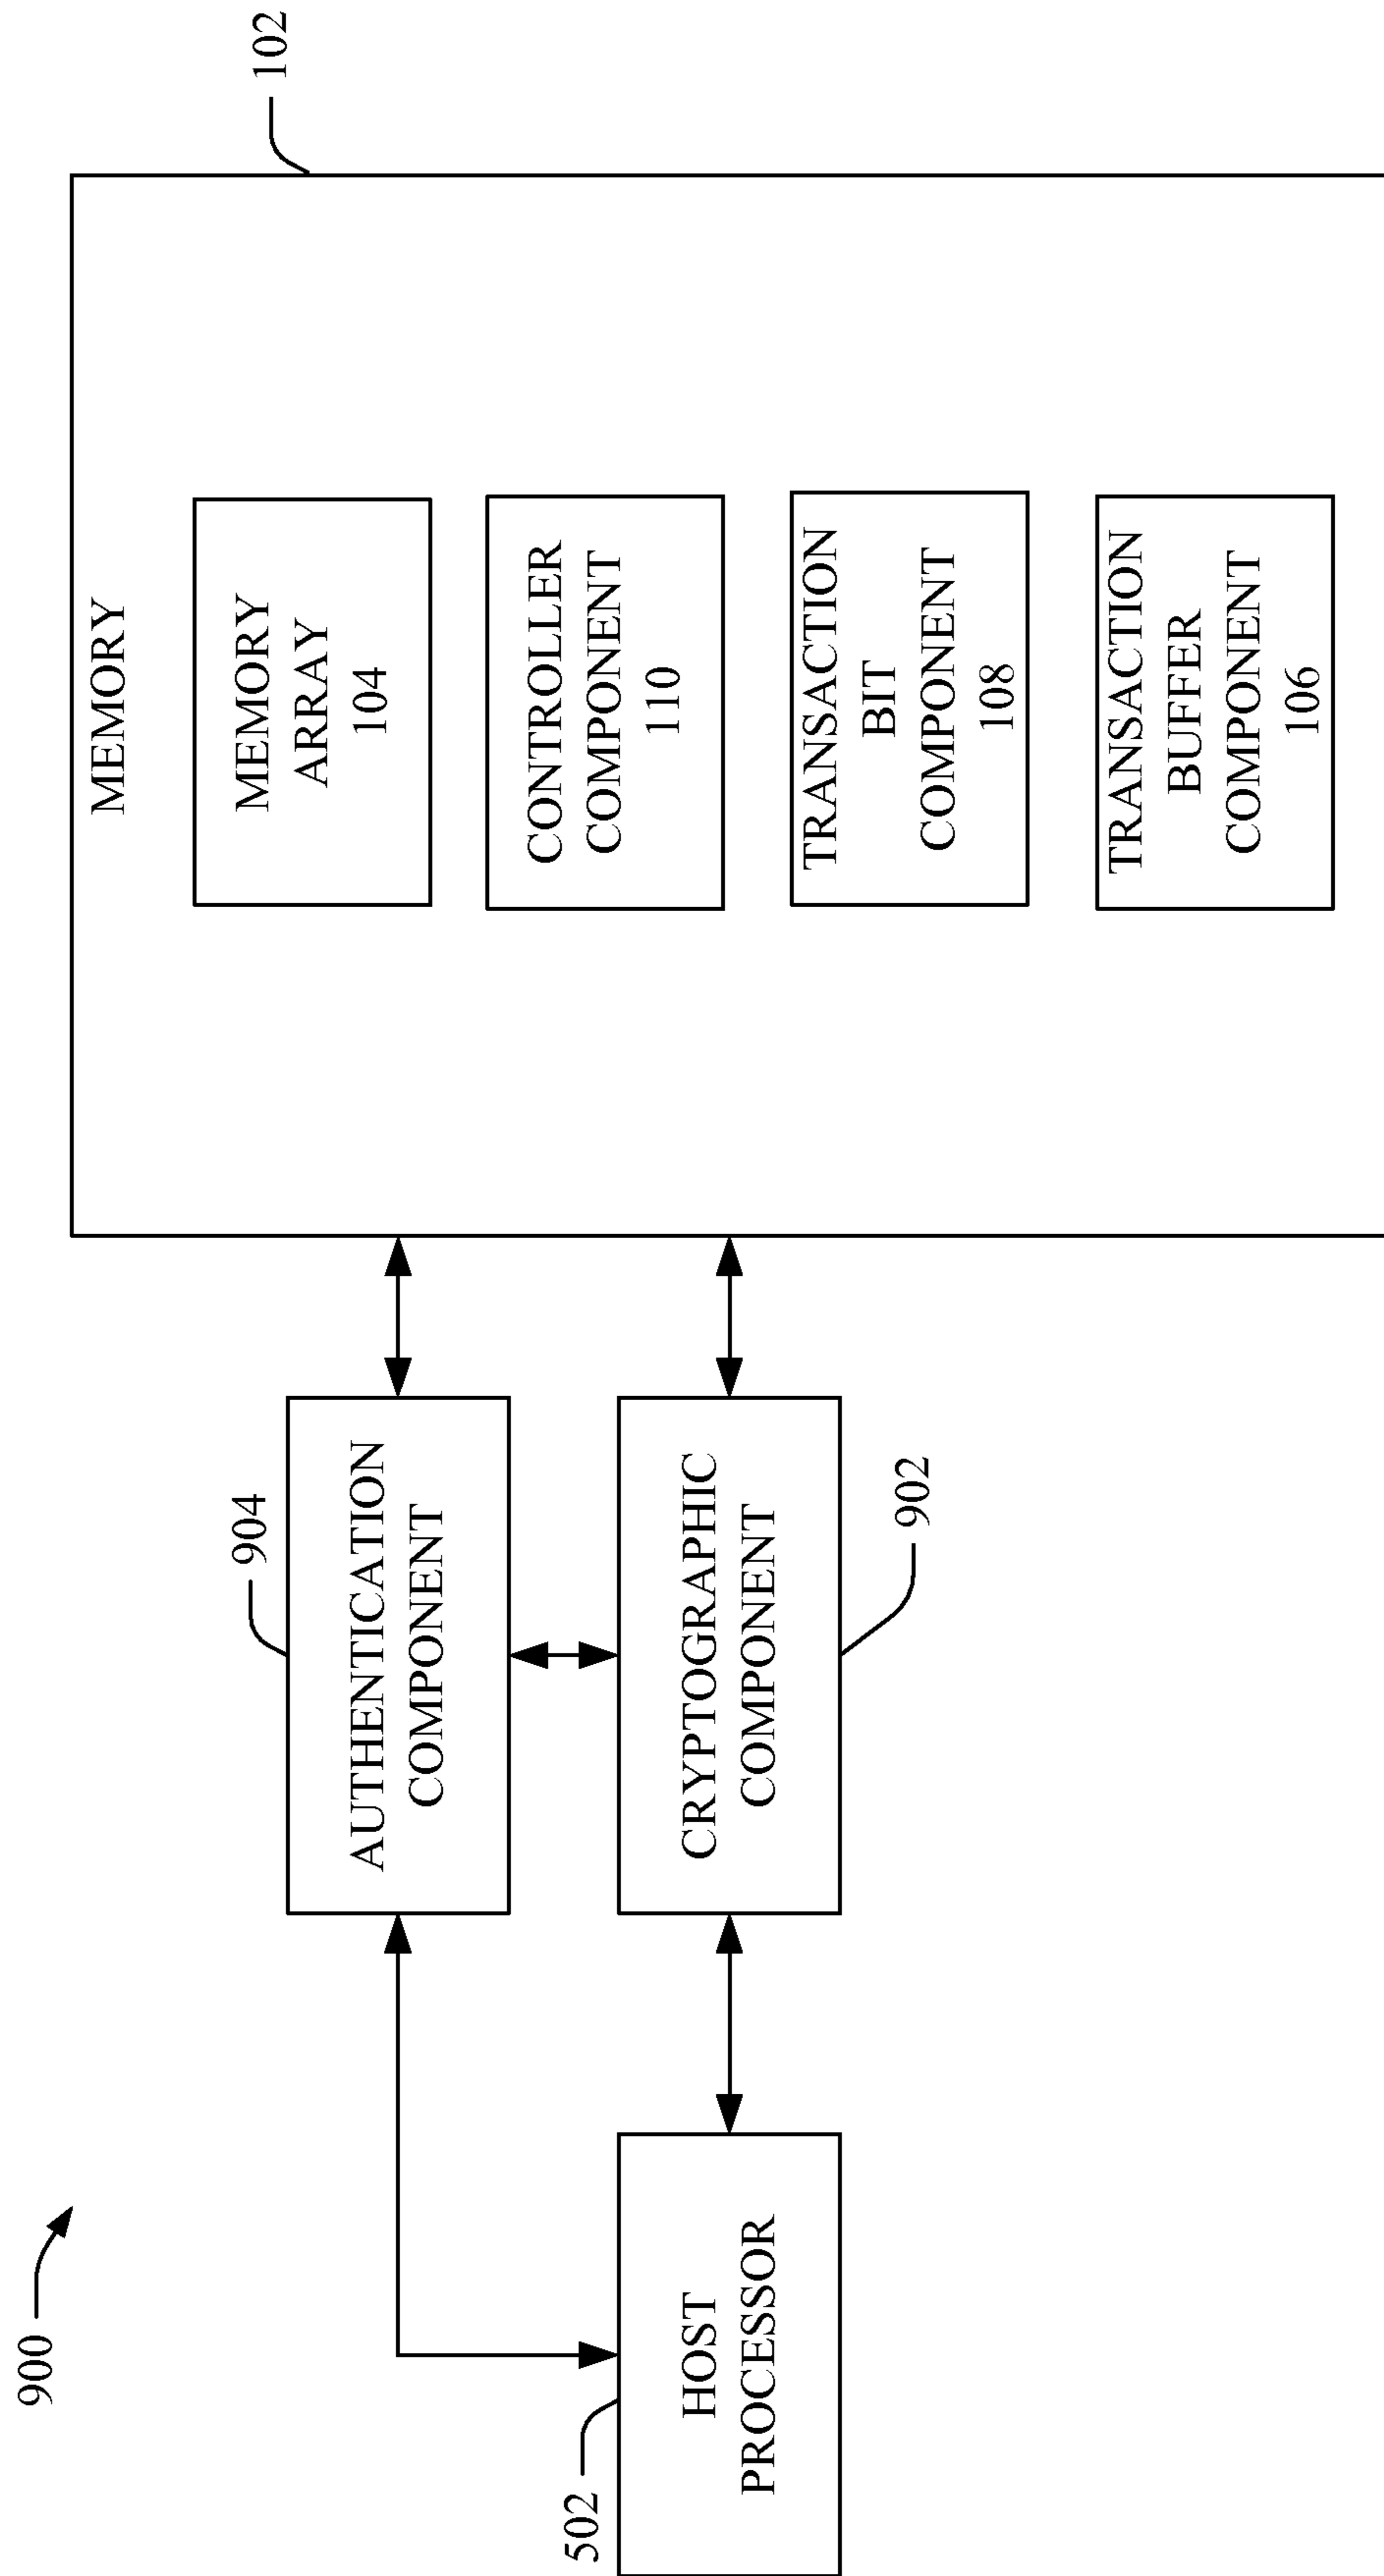 900
102
MEMORY
MEMORY
ARRAY
104
CONTROLLER
COMPONENT
110
TRANSACTION
BIT
COMPONENT
108
TRANSACTION
BUFFER
COMPONENT
106
904
AUTHENTICATION
COMPONENT
CRYPTOGRAPHIC
COMPONENT
902
502
HOST
PROCESSOR